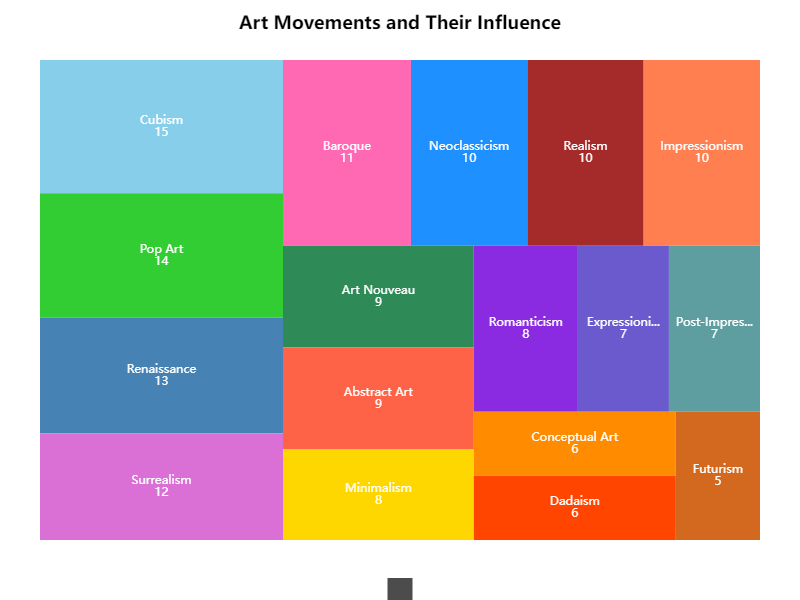 Art Movements and Their Influence
Cubism
15
Pop Art
14
Renaissance
13
Surrealism
12
Baroque
11
Neoclassicism
10
Realism
10
Impressionism
10
Art Nouveau
9
Abstract Art
9
Minimalism
8
Romanticism
8
Expressioni...
7
Post-Impres...
7
Conceptual Art
6
Dadaism
6
Futurism
5